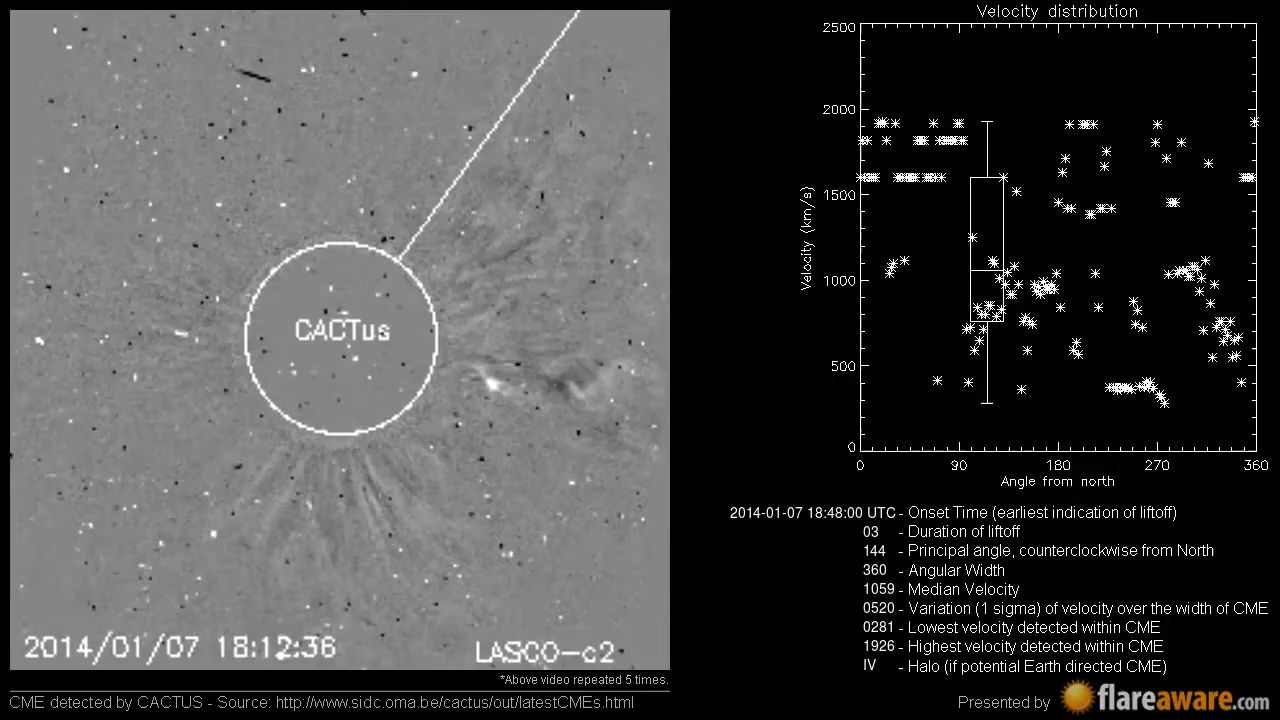 CACTus
2014/01/07 18:12:36
LASCO-c2
*Above video repeated 5 times.
CME detected by CACTUS - Source: http://www.sidc.oma.be/cactus/out/latestCMEs.html
Velocity distribution
Velocity (km/s)
2500
2000
1500
1000
500
0
0 90 180 270 360
Angle from north
2014-01-07 18:48:00 UTC - Onset Time (earliest indication of liftoff)
03 - Duration of liftoff
144 - Principal angle, counterclockwise from North
360 - Angular Width
1059 - Median Velocity
0520 - Variation (1 sigma) of velocity over the width of CME
0281 - Lowest velocity detected within CME
1926 - Highest velocity detected within CME
IV - Halo (if potential Earth directed CME)
Presented by flareaware.com